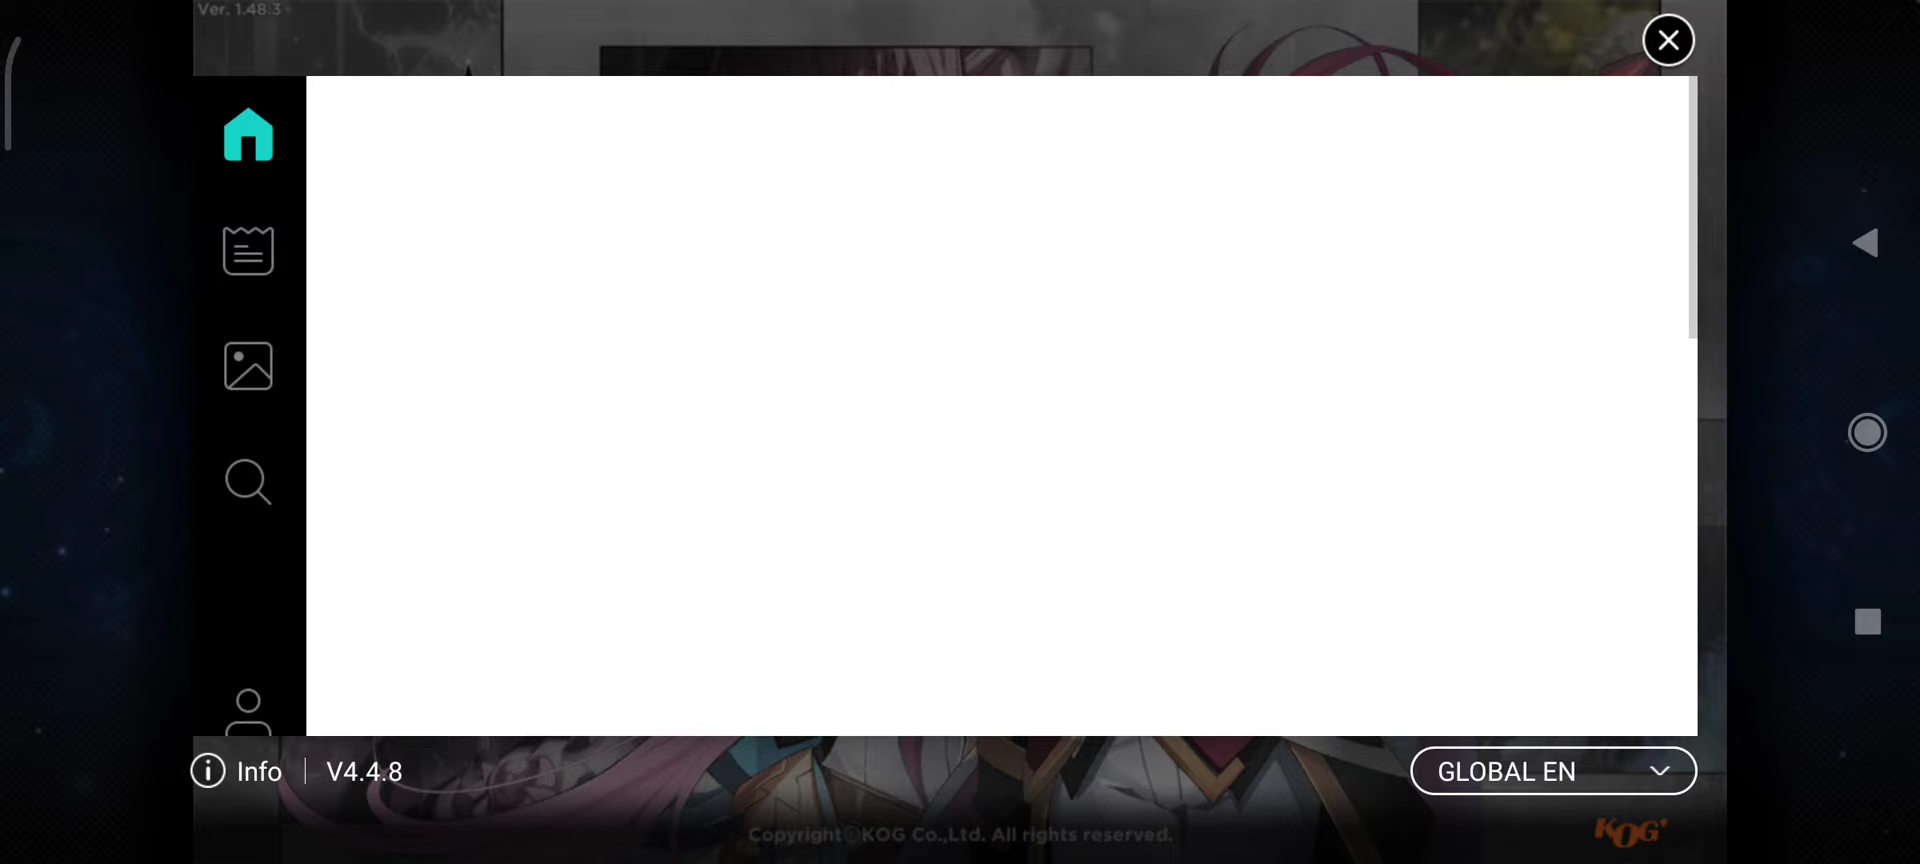 Ver. 1.48.3
Info
V4.4.8
GLOBAL EN
Copyright©KOG Co.,Ltd. All rights reserved.
KOG